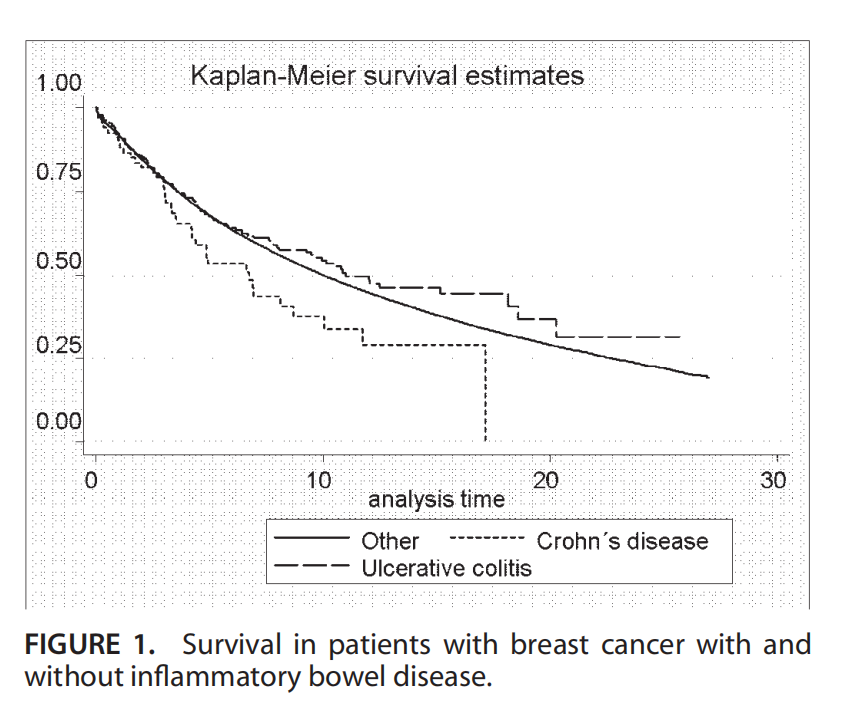 Kaplan-Meier survival estimates
1.00
0.75
0.50
0.25
0.00
0 10 20 30
analysis time
Other Crohn´s disease
Ulcerative colitis
FIGURE 1. Survival in patients with breast cancer with and
without inflammatory bowel disease.